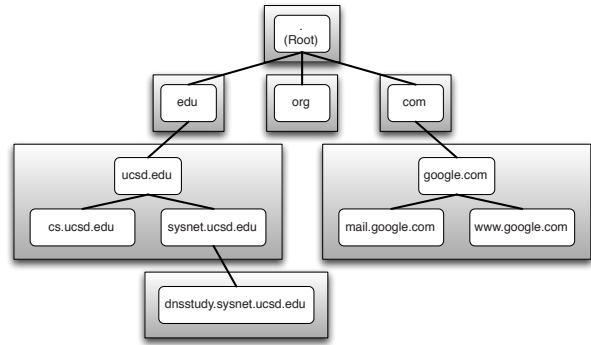 .
(Root)
edu
org
com
ucsd.edu
google.com
cs.ucsd.edu
sysnet.ucsd.edu
mail.google.com
www.google.com
dnsstudy.sysnet.ucsd.edu